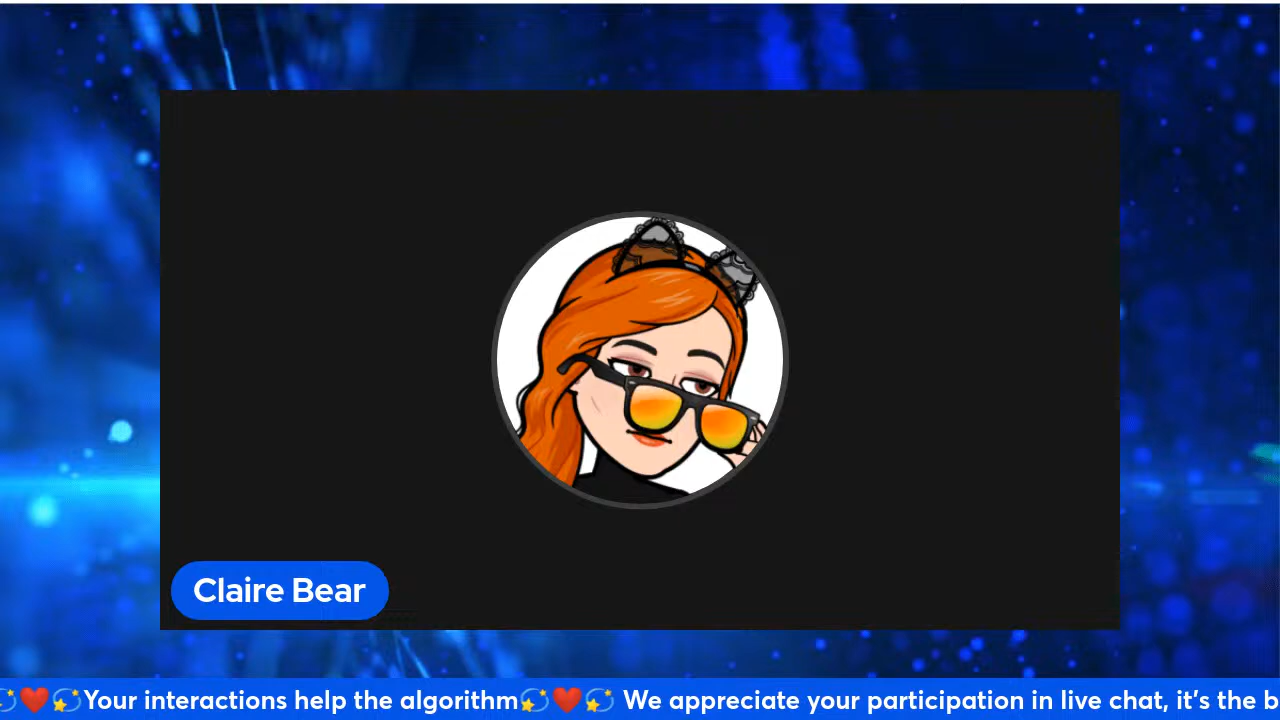 Claire Bear
💫❤️💫Your interactions help the algorithm💫❤️💫 We appreciate your participation in live chat, it's the b